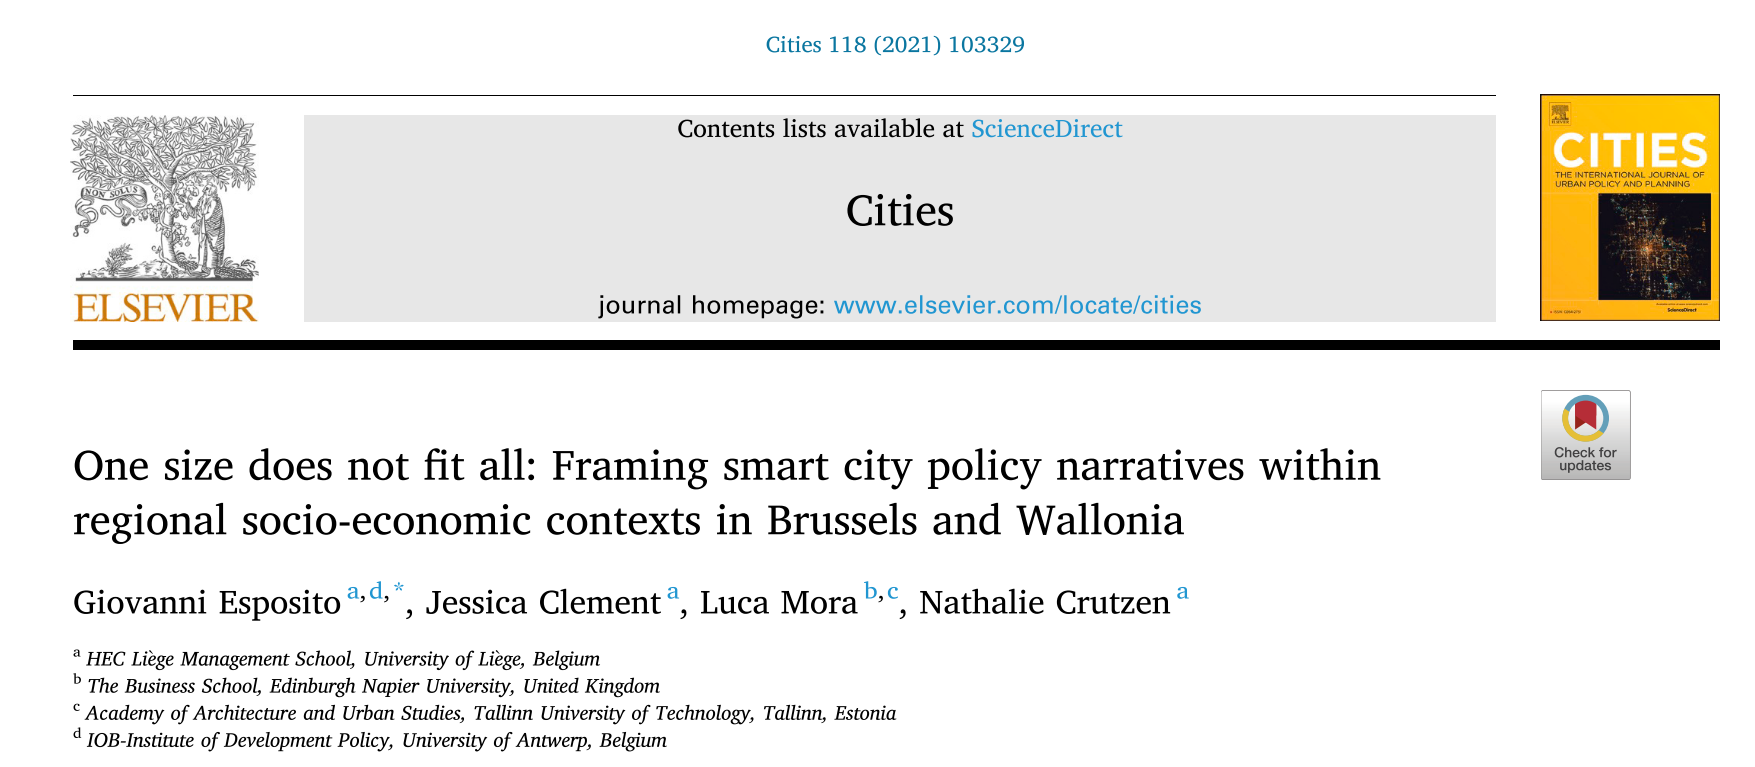 Cities 118 (2021) 103329
Contents lists available at ScienceDirect
Cities
journal homepage: www.elsevier.com/locate/cities
NON SOLUS
ELSEVIER
CITIES
THE INTERNATIONAL JOURNAL OF
URBAN POLICY AND PLANNING
ScienceDirect
Check for
updates
One size does not fit all: Framing smart city policy narratives within
regional socio-economic contexts in Brussels and Wallonia
Giovanni Esposito a,d,*, Jessica Clement a, Luca Mora b,c, Nathalie Crutzen a
a HEC Liège Management School, University of Liège, Belgium
b The Business School, Edinburgh Napier University, United Kingdom
c Academy of Architecture and Urban Studies, Tallinn University of Technology, Tallinn, Estonia
d IOB-Institute of Development Policy, University of Antwerp, Belgium